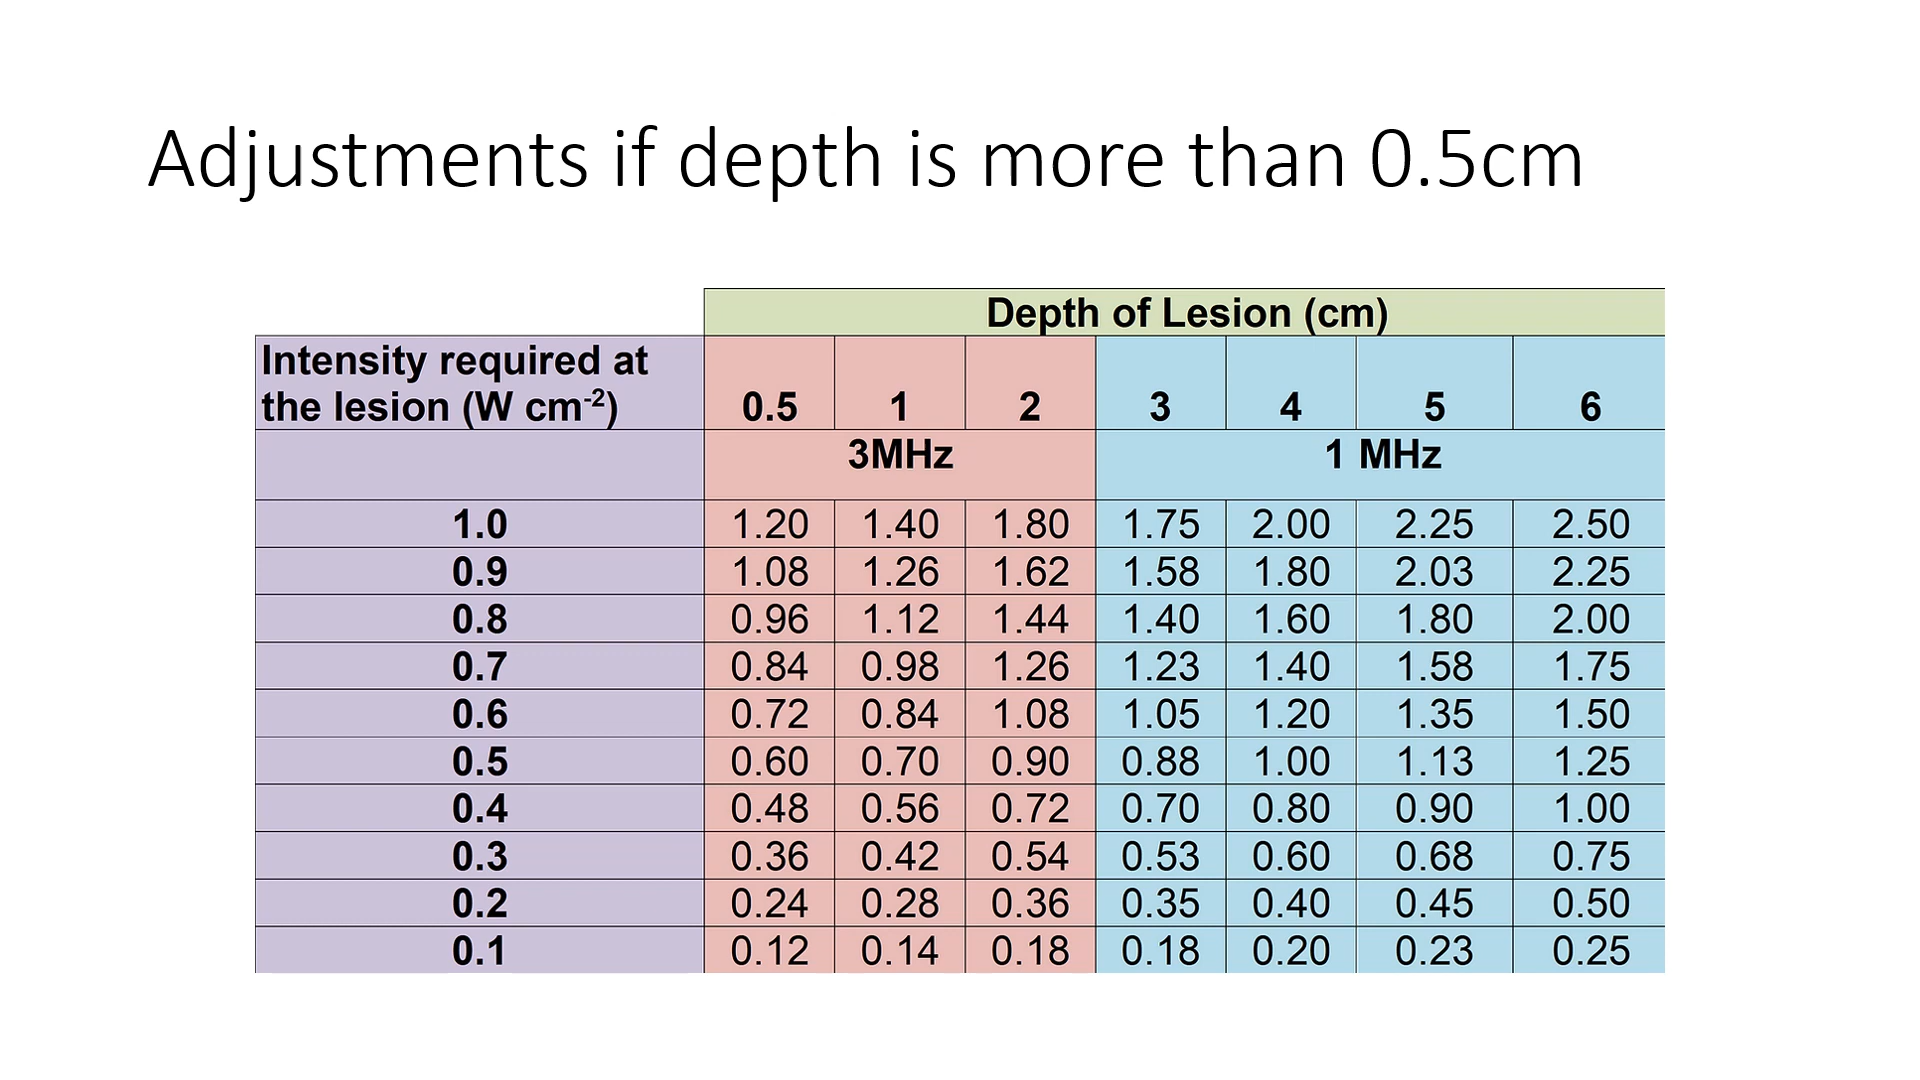 Adjustments if depth is more than 0.5cm
Depth of Lesion (cm)
Intensity required at
the lesion (W cm⁻²) 0.5 1 2 3 4 5 6
3MHz 1 MHz
1.0 1.20 1.40 1.80 1.75 2.00 2.25 2.50
0.9 1.08 1.26 1.62 1.58 1.80 2.03 2.25
0.8 0.96 1.12 1.44 1.40 1.60 1.80 2.00
0.7 0.84 0.98 1.26 1.23 1.40 1.58 1.75
0.6 0.72 0.84 1.08 1.05 1.20 1.35 1.50
0.5 0.60 0.70 0.90 0.88 1.00 1.13 1.25
0.4 0.48 0.56 0.72 0.70 0.80 0.90 1.00
0.3 0.36 0.42 0.54 0.53 0.60 0.68 0.75
0.2 0.24 0.28 0.36 0.35 0.40 0.45 0.50
0.1 0.12 0.14 0.18 0.18 0.20 0.23 0.25